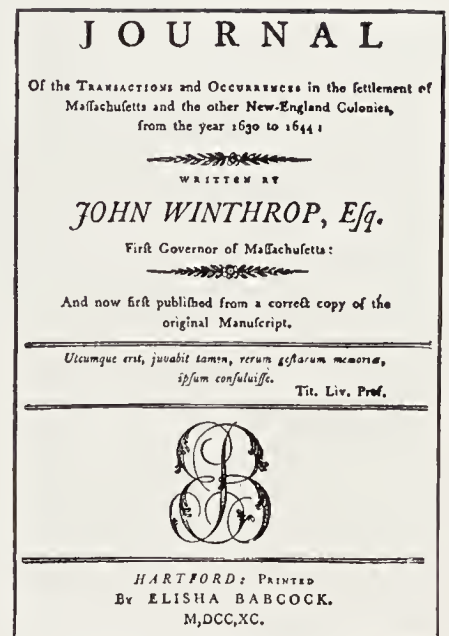 JOURNAL
Of the TRANSACTIONS and OCCURRENCES in the ſettlement of
Maſſachuſetts and the other New-England Colonies,
from the year 1630 to 1644:
WRITTEN BY
JOHN WINTHROP, Eſq.
Firſt Governor of Maſſachuſetts:
And now firſt publiſhed from a correct copy of the
original Manuſcript.
Utcumque erit, juvabit tamen, rerum geſtarum memoriæ,
ipſum conſuluiſſe.
Tit. Liv. Pref.
HARTFORD: PRINTED
BY ELISHA BABCOCK.
M,DCC,XC.